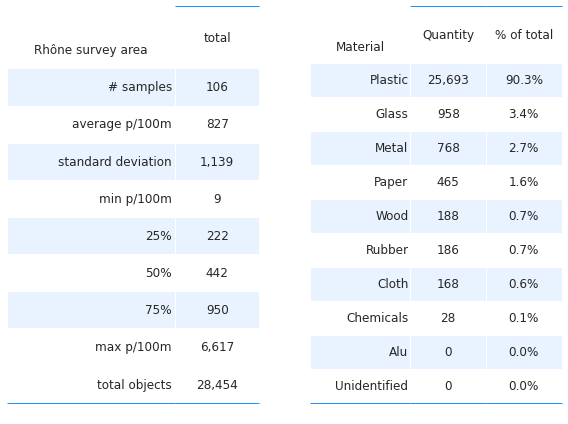 Rhône survey area total
# samples 106
average p/100m 827
standard deviation 1,139
min p/100m 9
25% 222
50% 442
75% 950
max p/100m 6,617
total objects 28,454
Material Quantity % of total
Plastic 25,693 90.3%
Glass 958 3.4%
Metal 768 2.7%
Paper 465 1.6%
Wood 188 0.7%
Rubber 186 0.7%
Cloth 168 0.6%
Chemicals 28 0.1%
Alu 0 0.0%
Unidentified 0 0.0%